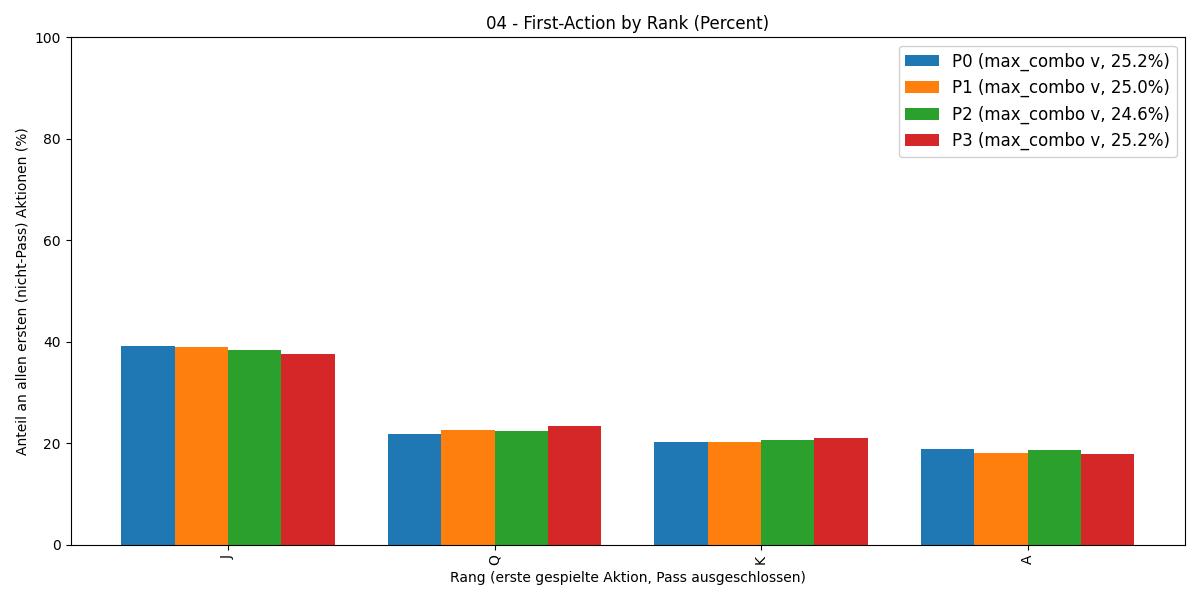 04 - First-Action by Rank (Percent)
P0 (max_combo v, 25.2%)
P1 (max_combo v, 25.0%)
P2 (max_combo v, 24.6%)
P3 (max_combo v, 25.2%)
Anteil an allen ersten (nicht-Pass) Aktionen (%)
100
80
60
40
20
0
J
Q
K
A
Rang (erste gespielte Aktion, Pass ausgeschlossen)